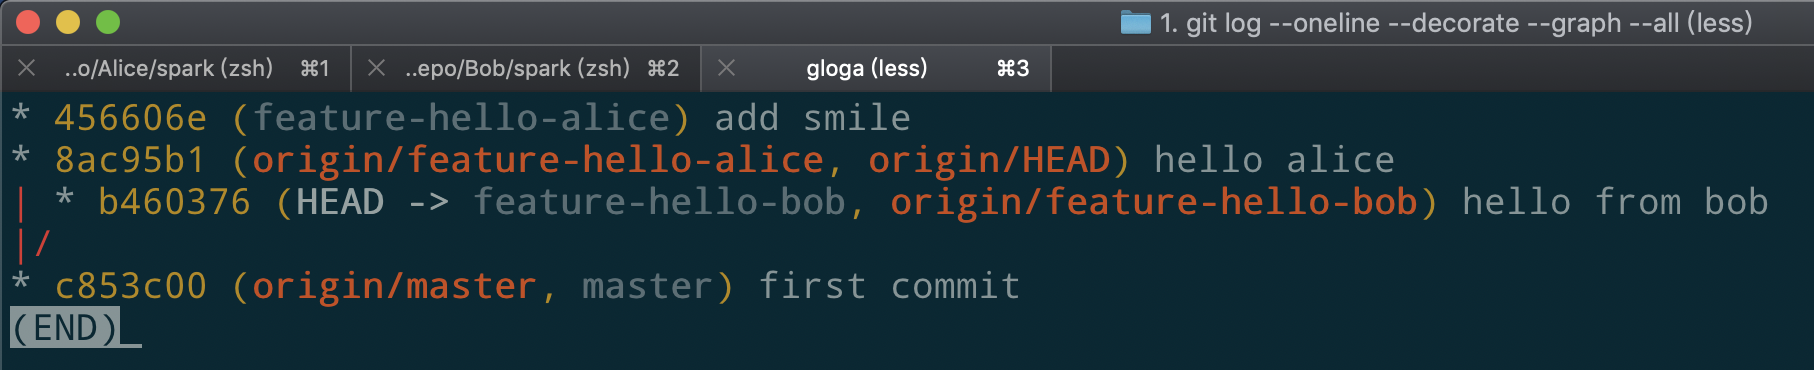 1. git log --oneline --decorate --graph --all (less)
..o/Alice/spark (zsh) ⌘1 ..epo/Bob/spark (zsh) ⌘2 gloga (less) ⌘3
* 456606e (feature-hello-alice) add smile
* 8ac95b1 (origin/feature-hello-alice, origin/HEAD) hello alice
| * b460376 (HEAD -> feature-hello-bob, origin/feature-hello-bob) hello from bob
|/
* c853c00 (origin/master, master) first commit
(END)